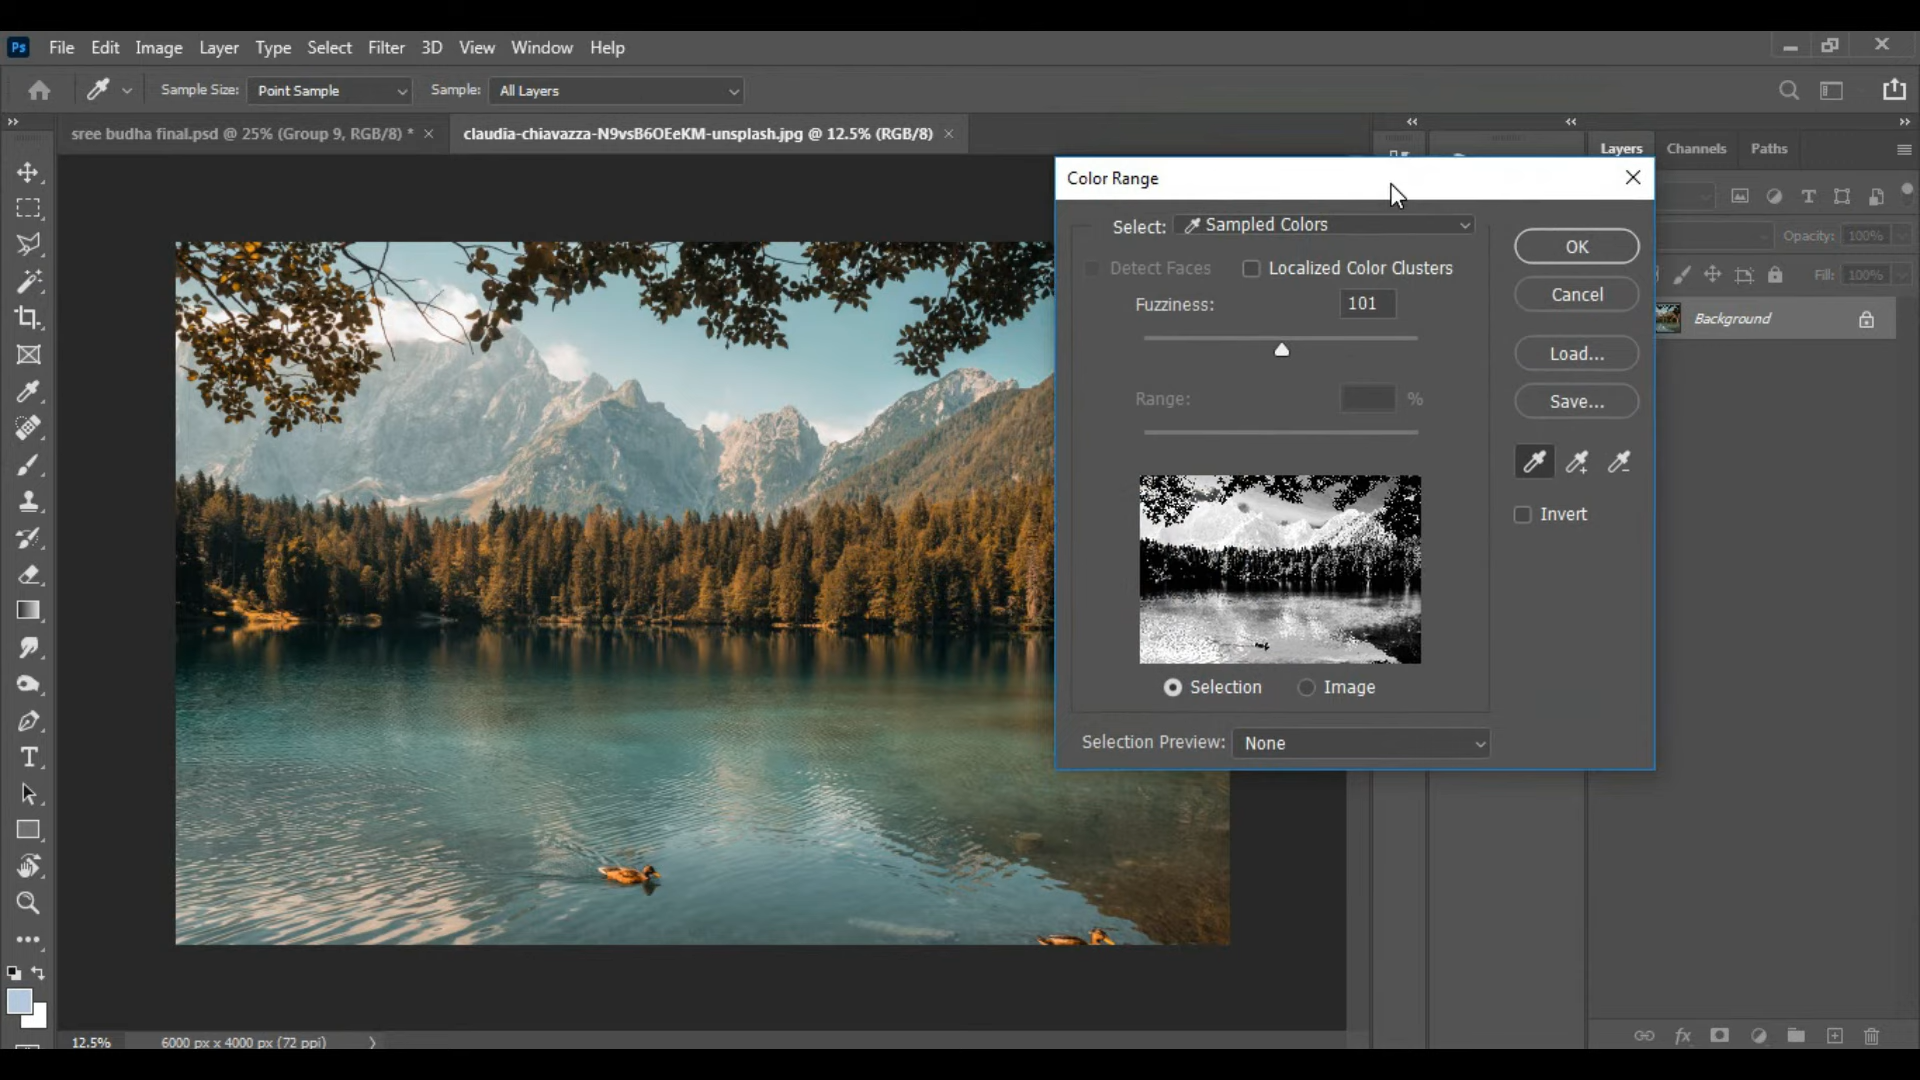 Ps File Edit Image Layer Type Select Filter 3D View Window Help
Sample Size: Point Sample Sample: All Layers
sree budha final.psd @ 25% (Group 9, RGB/8) * × claudia-chiavazza-N9vsB6OEeKM-unsplash.jpg @ 12.5% (RGB/8) ×
Layers Channels Paths
Color Range
Select: Sampled Colors
OK
Opacity: 100%
Detect Faces Localized Color Clusters
Fill: 100%
Fuzziness: 101
Cancel
Background
Load...
Range: %
Save...
Invert
Selection Image
Selection Preview: None
12.5% 6000 px x 4000 px (72 ppi)